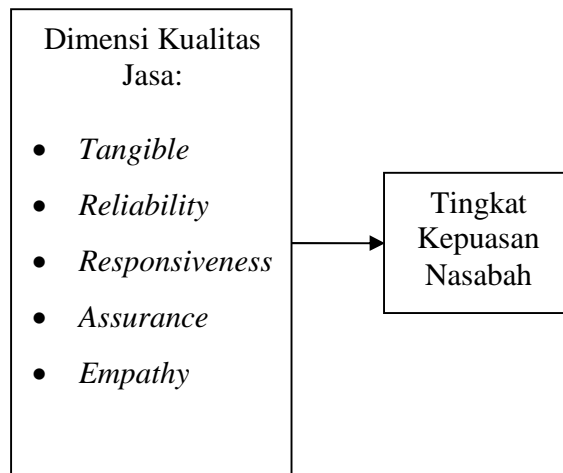 Dimensi Kualitas
Jasa:
• Tangible
• Reliability
• Responsiveness
• Assurance
• Empathy
Tingkat
Kepuasan
Nasabah